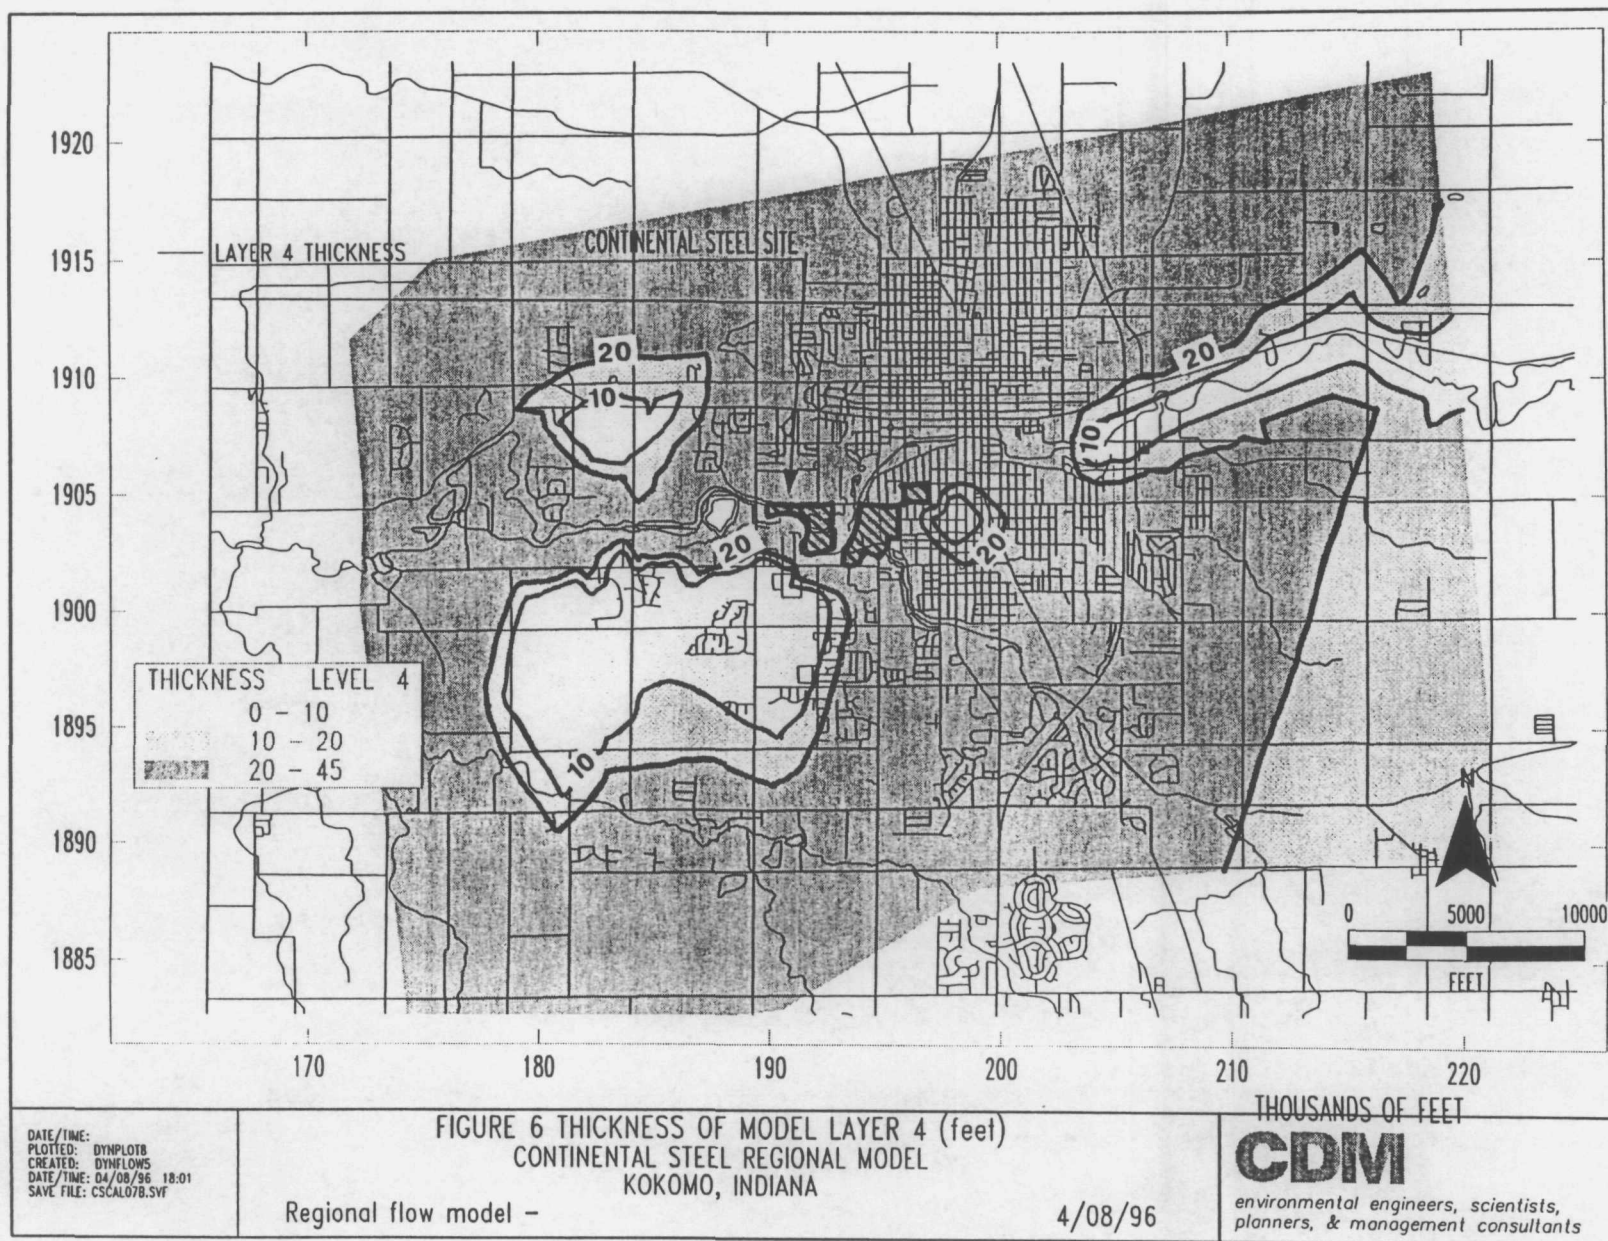 1920
1915
1910
1905
1900
1895
1890
1885
LAYER 4 THICKNESS
CONTINENTAL STEEL SITE
20
10
20
10
20
20
10
THICKNESS LEVEL 4
0 - 10
10 - 20
20 - 45
N
0 5000 10000
FEET
170 180 190 200 210 220
THOUSANDS OF FEET
DATE/TIME:
PLOTTED: DYNPLOT8
CREATED: DYNFLOW5
DATE/TIME: 04/08/96 18:01
SAVE FILE: CSCAL07B.SVF
FIGURE 6 THICKNESS OF MODEL LAYER 4 (feet)
CONTINENTAL STEEL REGIONAL MODEL
KOKOMO, INDIANA
Regional flow model -
4/08/96
CDM
environmental engineers, scientists,
planners, & management consultants